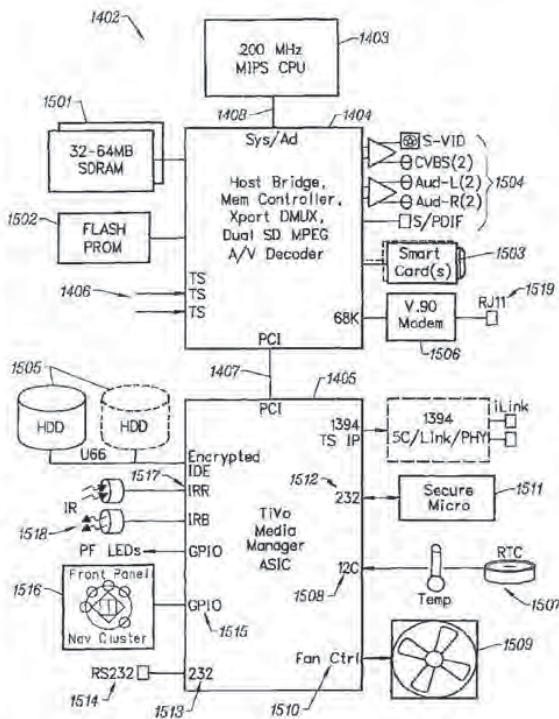 1402
200 MHz
MIPS CPU
1403
1408
1404
1501
32-64MB
SDRAM
Sys/Ad
S-VID
CVBS(2)
Aud-L(2)
Aud-R(2)
1504
S/PDIF
1502
FLASH
PROM
Host Bridge,
Mem Controller,
Xport DMUX,
Dual SD MPEG
A/V Decoder
Smart
Card(s)
1503
1406
TS
TS
TS
68K
V.90
Modem
RJ11
1519
1506
PCI
1407
1505
HDD
HDD
U66
1405
PCI
1394
TS IP
1394
5C/Link/PHY
iLink
Encrypted
IDE
1517
IR
IRR
1518
IRB
TiVo
Media
Manager
ASIC
1512
232
Secure
Micro
1511
PF LEDs
GPIO
1516
Front Panel
Nav Cluster
GPIO
1515
I2C
1508
Temp
RTC
1507
RS232
1514
232
1513
Fan Ctrl
1510
1509